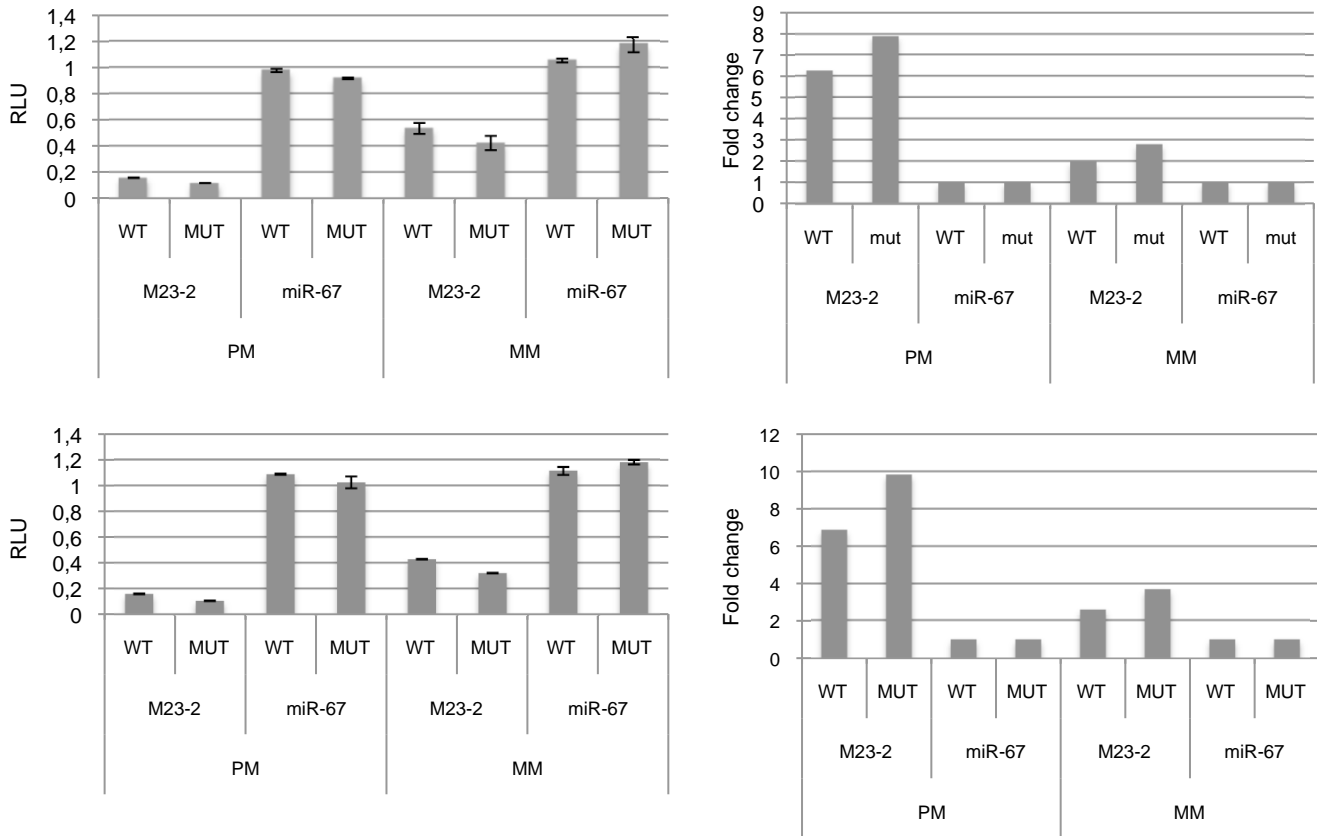 1,4
1,2
1
0,8
0,6
0,4
0,2
0
RLU
WT MUT WT MUT WT MUT WT MUT
M23-2 miR-67 M23-2 miR-67
PM MM
9
8
7
6
5
4
3
2
1
0
Fold change
WT mut WT mut WT mut WT mut
M23-2 miR-67 M23-2 miR-67
PM MM
1,4
1,2
1
0,8
0,6
0,4
0,2
0
RLU
WT MUT WT MUT WT MUT WT MUT
M23-2 miR-67 M23-2 miR-67
PM MM
12
10
8
6
4
2
0
Fold change
WT MUT WT MUT WT MUT WT MUT
M23-2 miR-67 M23-2 miR-67
PM MM